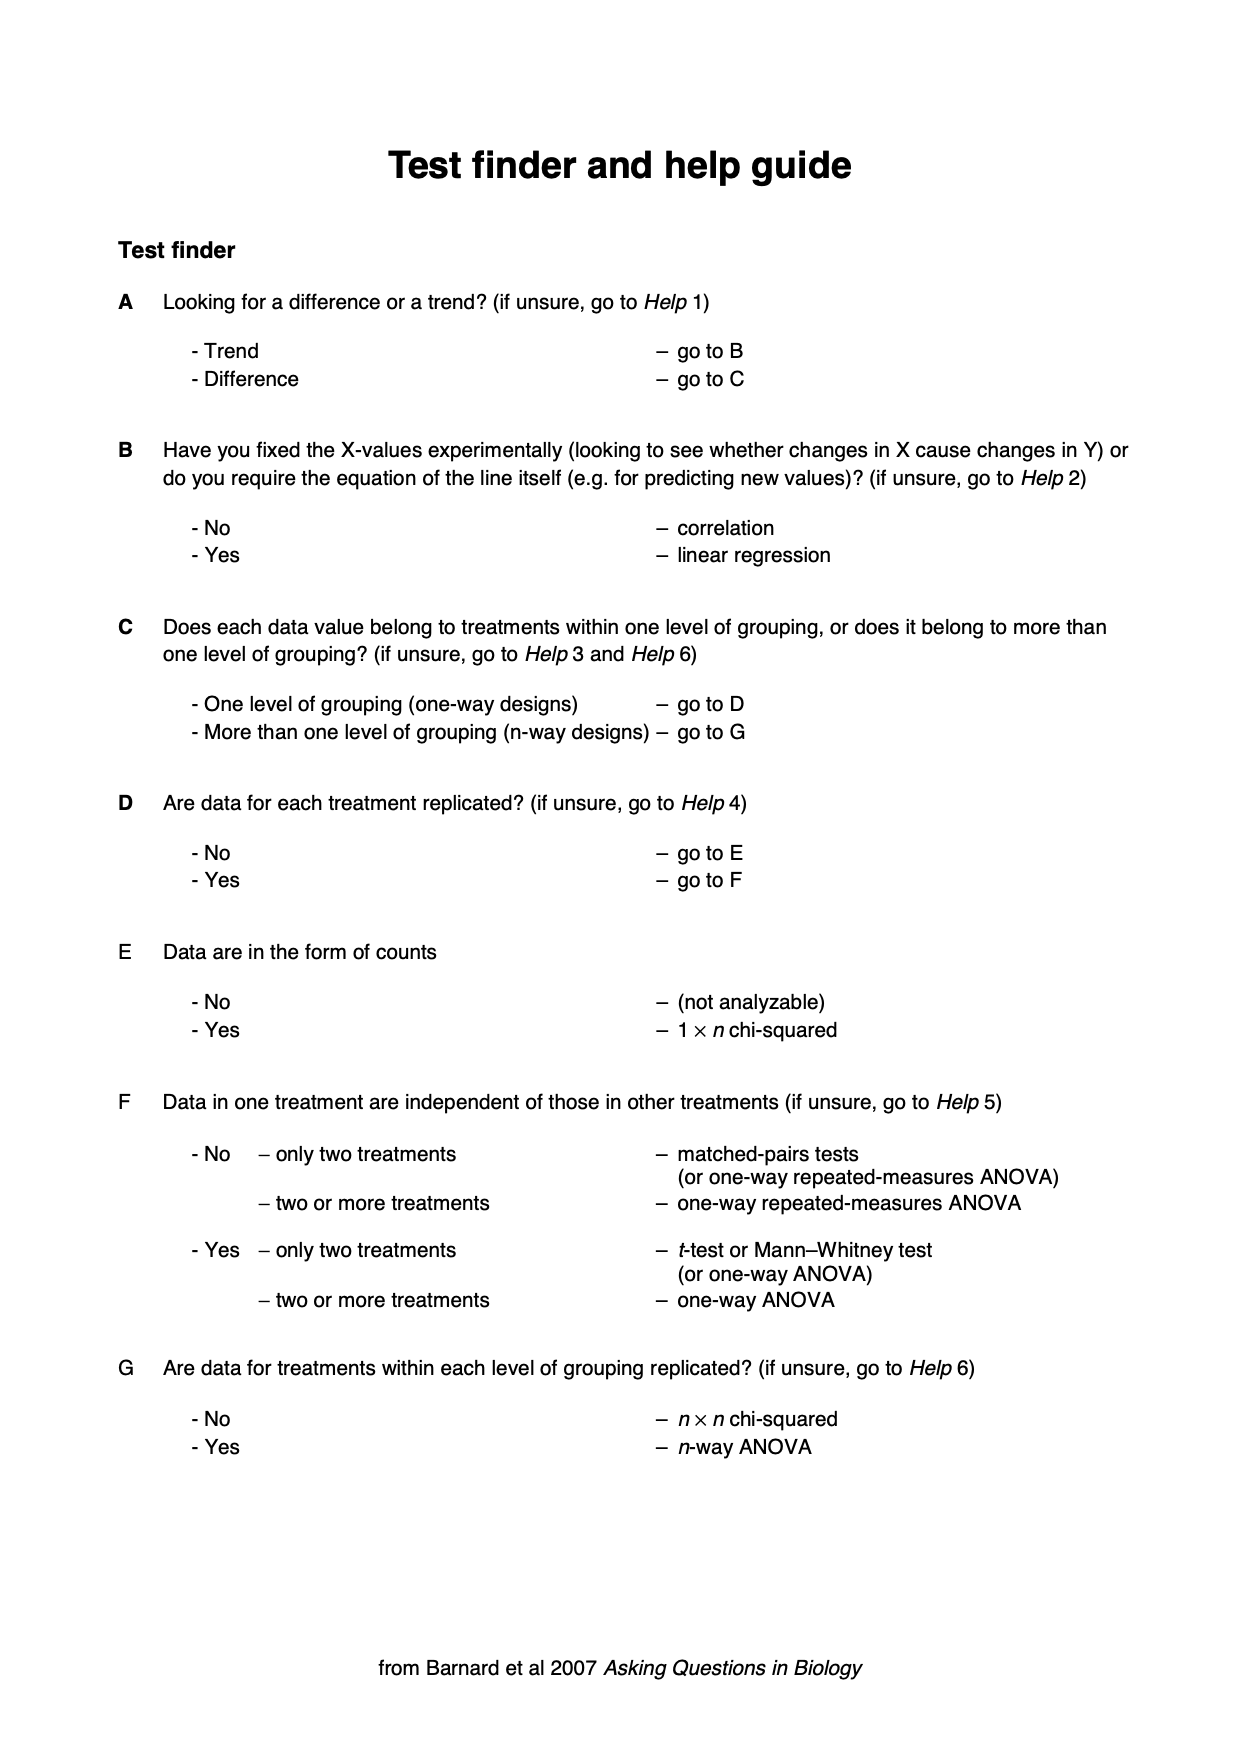 Test finder and help guide
Test finder
A Looking for a difference or a trend? (if unsure, go to Help 1)
- Trend – go to B
- Difference – go to C
B Have you fixed the X-values experimentally (looking to see whether changes in X cause changes in Y) or
do you require the equation of the line itself (e.g. for predicting new values)? (if unsure, go to Help 2)
- No – correlation
- Yes – linear regression
C Does each data value belong to treatments within one level of grouping, or does it belong to more than
one level of grouping? (if unsure, go to Help 3 and Help 6)
- One level of grouping (one-way designs) – go to D
- More than one level of grouping (n-way designs) – go to G
D Are data for each treatment replicated? (if unsure, go to Help 4)
- No – go to E
- Yes – go to F
E Data are in the form of counts
- No – (not analyzable)
- Yes – 1 × n chi-squared
F Data in one treatment are independent of those in other treatments (if unsure, go to Help 5)
- No – only two treatments – matched-pairs tests
(or one-way repeated-measures ANOVA)
– two or more treatments – one-way repeated-measures ANOVA
- Yes – only two treatments – t-test or Mann–Whitney test
(or one-way ANOVA)
– two or more treatments – one-way ANOVA
G Are data for treatments within each level of grouping replicated? (if unsure, go to Help 6)
- No – n × n chi-squared
- Yes – n-way ANOVA
from Barnard et al 2007 Asking Questions in Biology